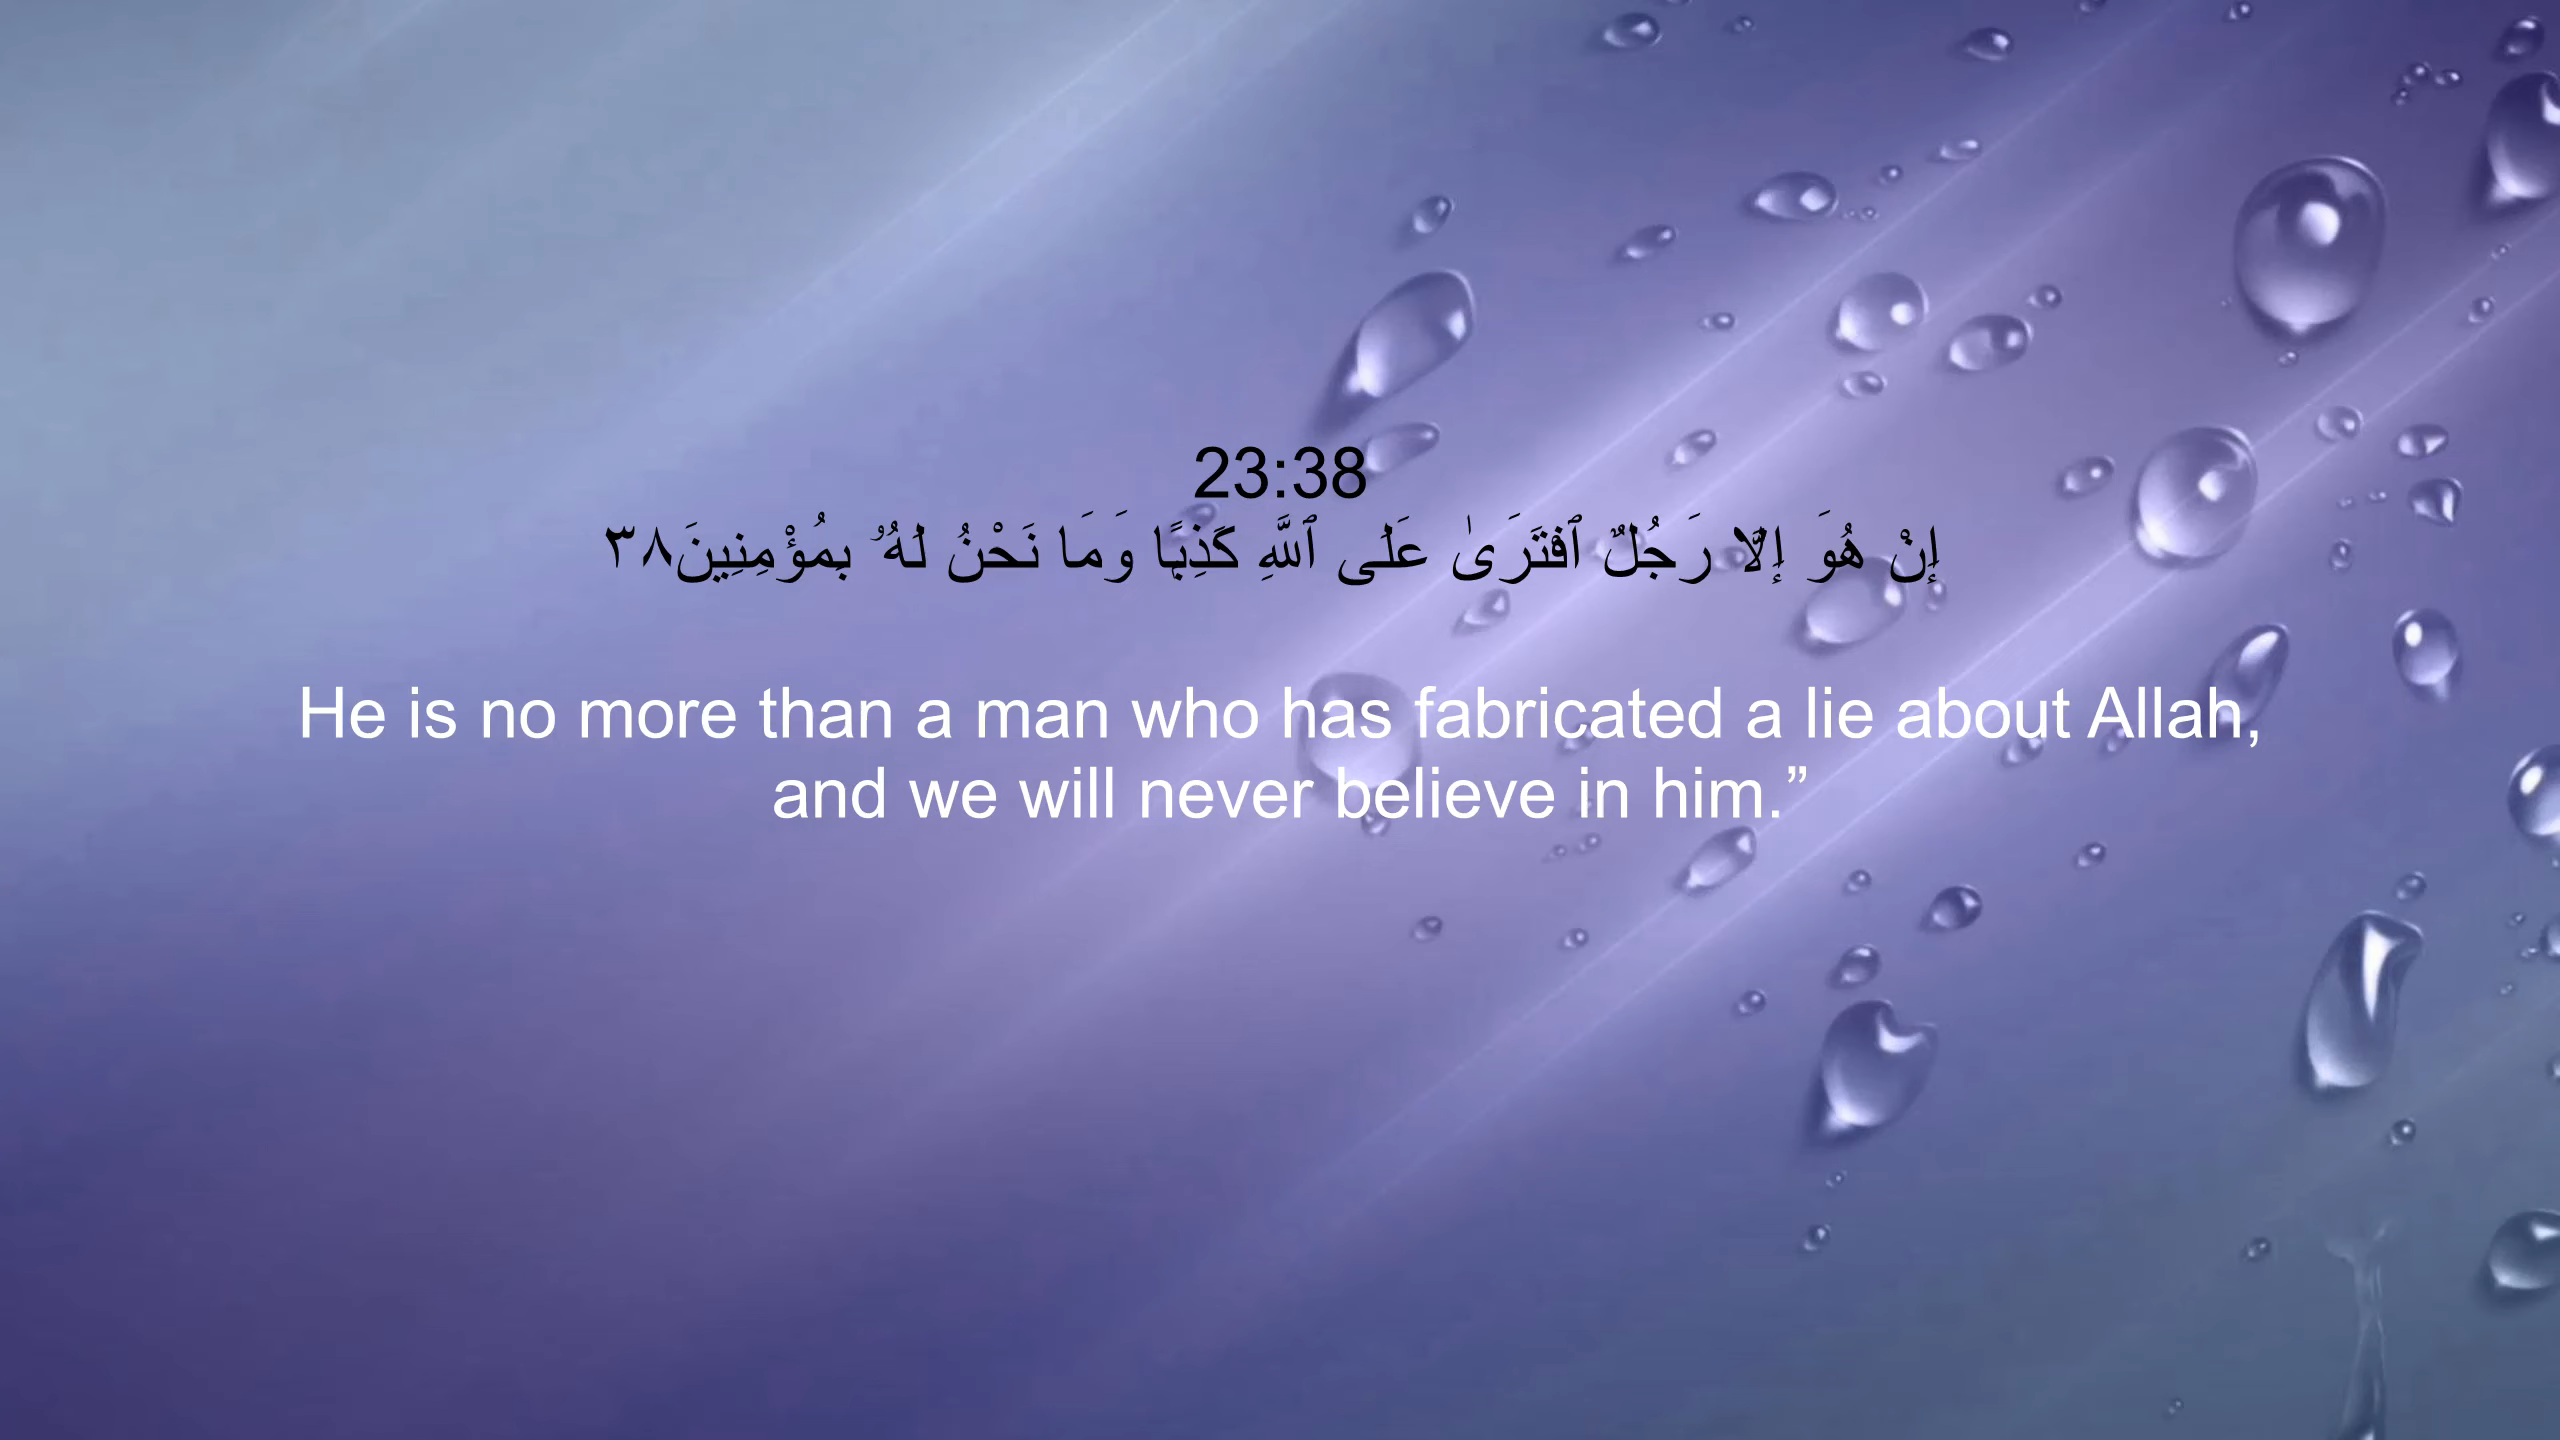 23:38
إِنْ هُوَ إِلَّا رَجُلٌ ٱفْتَرَىٰ عَلَى ٱللَّهِ كَذِبًۭا وَمَا نَحْنُ لَهُۥ بِمُؤْمِنِينَ٣٨
He is no more than a man who has fabricated a lie about Allah,
and we will never believe in him.”